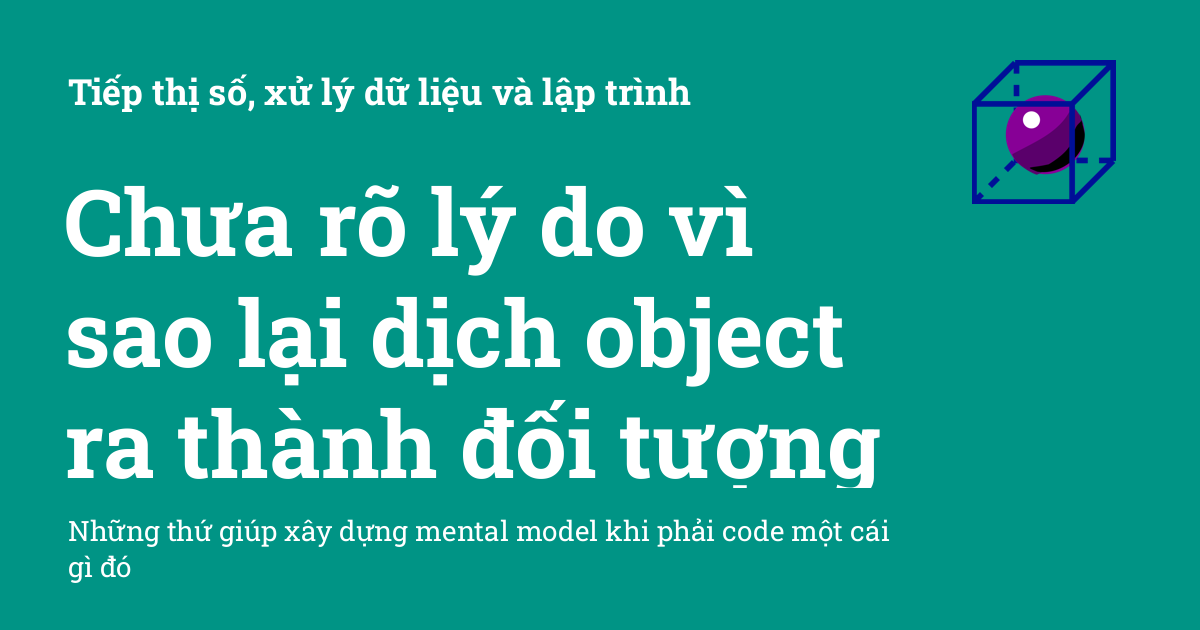 Tiếp thị số, xử lý dữ liệu và lập trình
Chưa rõ lý do vì
sao lại dịch object
ra thành đối tượng
Những thứ giúp xây dựng mental model khi phải code một cái
gì đó